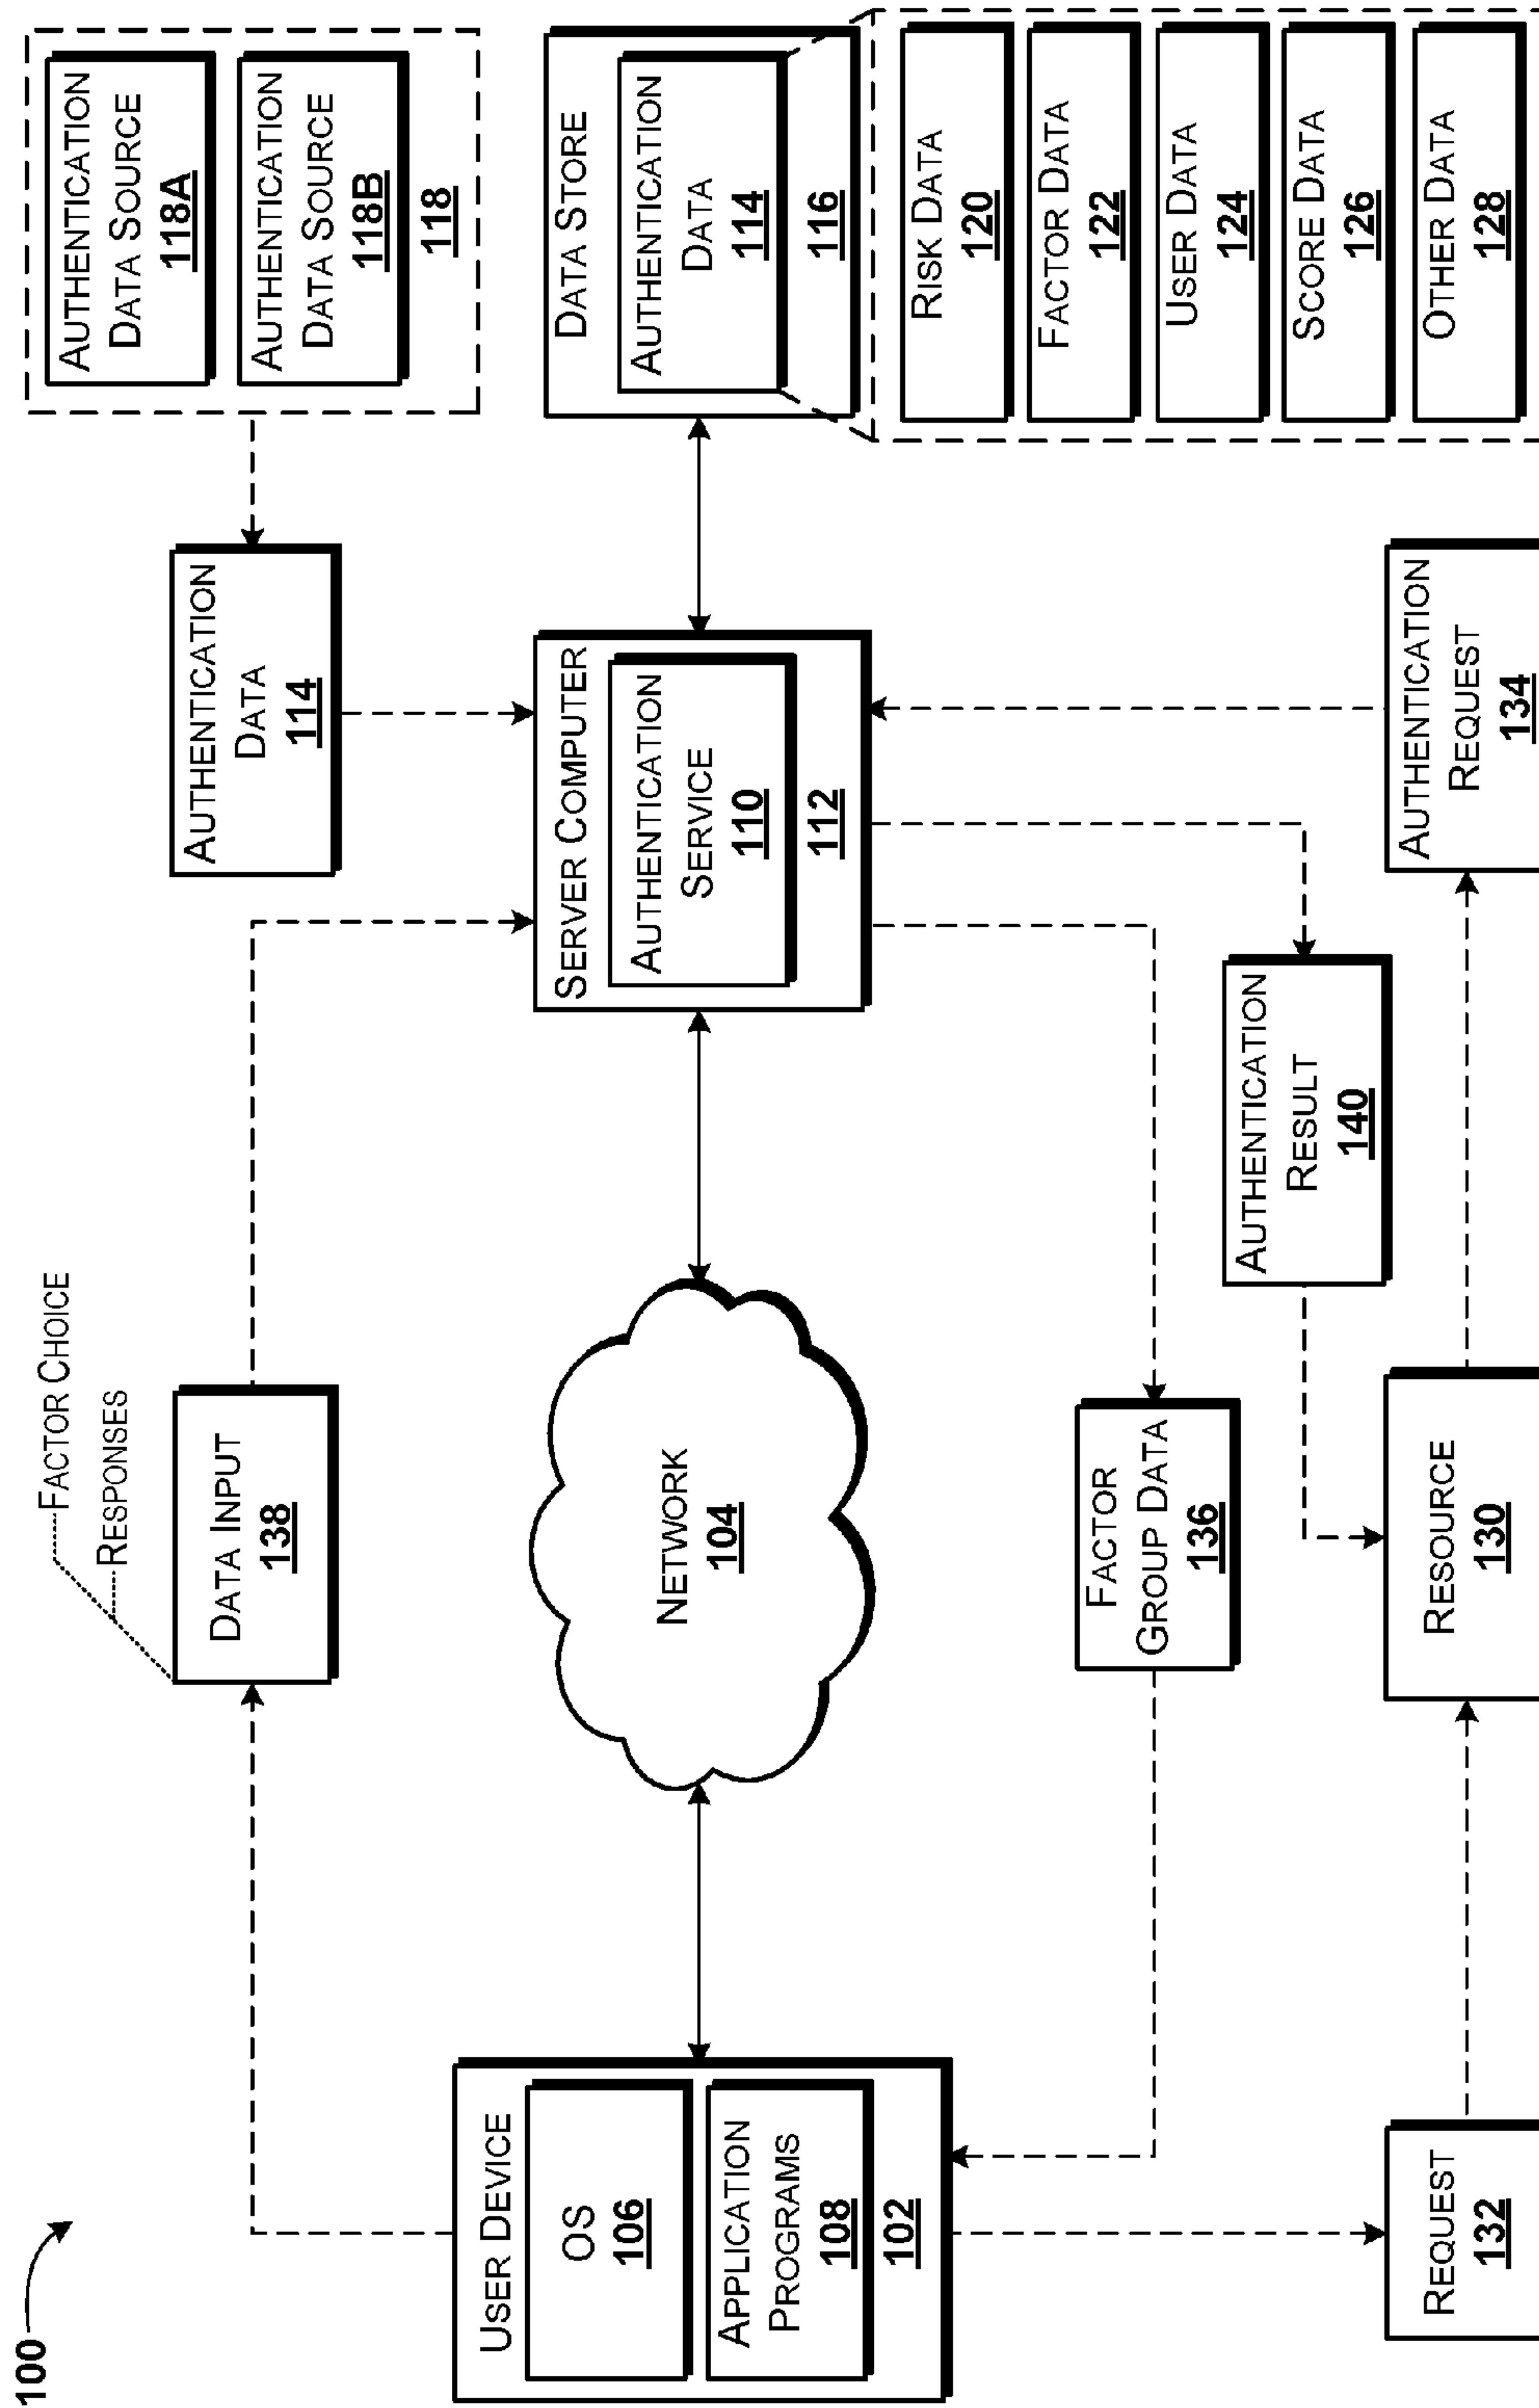 100
FACTOR CHOICE
RESPONSES
DATA INPUT
138
AUTHENTICATION
DATA
114
AUTHENTICATION
DATA SOURCE
118A
AUTHENTICATION
DATA SOURCE
118B
118
USER DEVICE
OS
106
APPLICATION
PROGRAMS
108
102
NETWORK
104
SERVER COMPUTER
AUTHENTICATION
SERVICE
110
112
DATA STORE
AUTHENTICATION
DATA
114
116
RISK DATA
120
FACTOR DATA
122
USER DATA
124
SCORE DATA
126
OTHER DATA
128
FACTOR
GROUP DATA
136
AUTHENTICATION
RESULT
140
REQUEST
132
RESOURCE
130
AUTHENTICATION
REQUEST
134